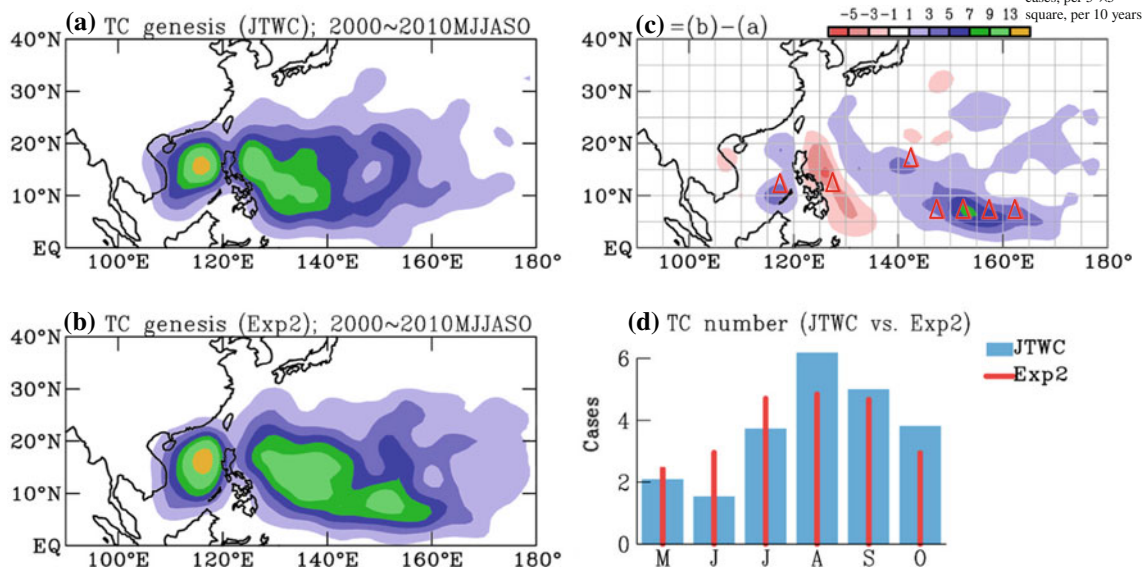 (a) TC genesis (JTWC); 2000~2010MJJASO
40°N
30°N
20°N
10°N
EQ
100°E 120°E 140°E 160°E 180°
(c) =(b)-(a)
square, per 10 years
-5 -3 -1 1 3 5 7 9 13
40°N
30°N
20°N
10°N
EQ
100°E 120°E 140°E 160°E 180°
(b) TC genesis (Exp2); 2000~2010MJJASO
40°N
30°N
20°N
10°N
EQ
100°E 120°E 140°E 160°E 180°
(d) TC number (JTWC vs. Exp2)
JTWC
Exp2
Cases
6
4
2
0
M J J A S O